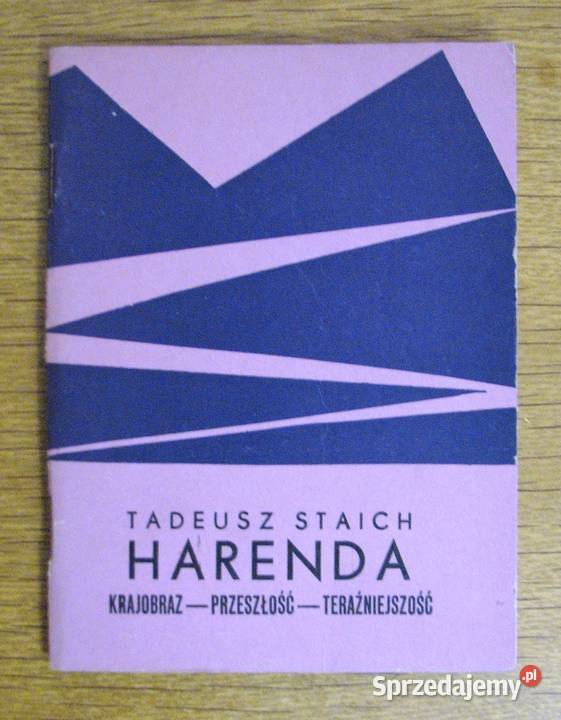 TADEUSZ STAICH
HARENDA
KRAJOBRAZ — PRZESZŁOŚĆ — TERAŹNIEJSZOŚĆ
Sprzedajemy.pl